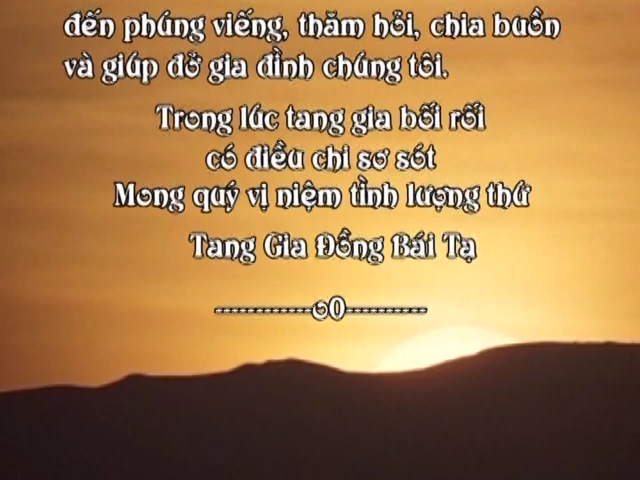 đến phúng viếng, thăm hỏi, chia buồn
và giúp đở gia đình chúng tôi.
Trong lúc tang gia bối rối
có điều chi sơ sót
Mong quý vị niệm tình lượng thứ
Tang Gia Đồng Bái Tạ
------------oO----------